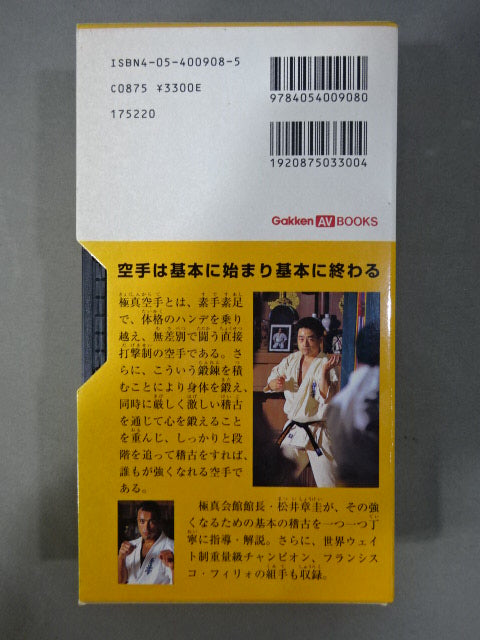 ISBN4-05-400908-5
C0875 ¥3300E
175220
9784054009080
1920875033004
Gakken AV BOOKS
空手は基本に始まり基本に終わる
極真空手とは、素手素足
で、体格のハンデを乗り
越え、無差別で闘う直接
打撃制の空手である。さ
らに、こういう鍛錬を積
むことにより身体を鍛え、
同時に厳しく激しい稽古
を通じて心を鍛えること
を重んじ、しっかりと段
階を追って稽古をすれば、
誰もが強くなれる空手で
ある。
極真会館館長・松井章圭が、その強
くなるための基本の稽古を一つ一つ丁
寧に指導・解説。さらに、世界ウェイ
ト制重量級チャンピオン、フランシス
コ・フィリォの組手も収録。